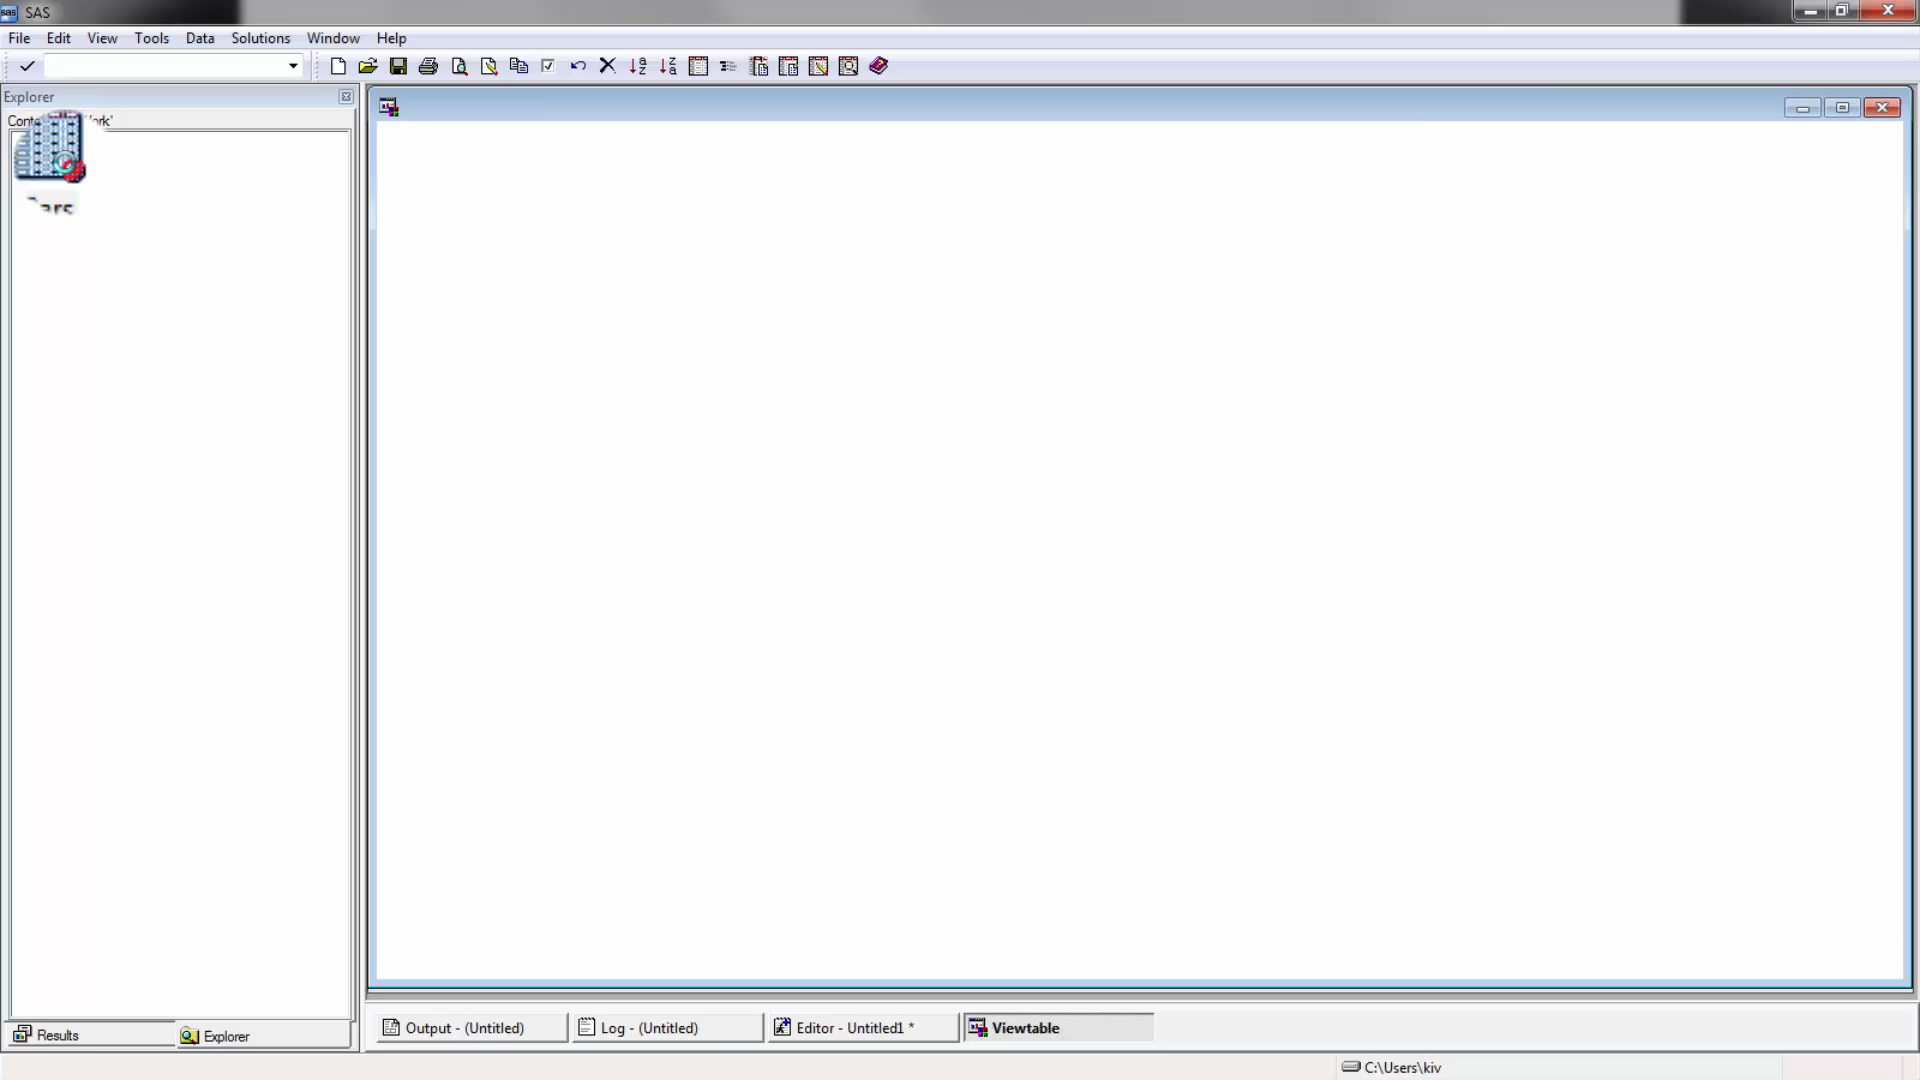 SAS
File Edit View Tools Data Solutions Window Help
Explorer
Results
Explorer
Output - (Untitled)
Log - (Untitled)
Editor - Untitled1 *
Viewtable
C:\Users\kiv